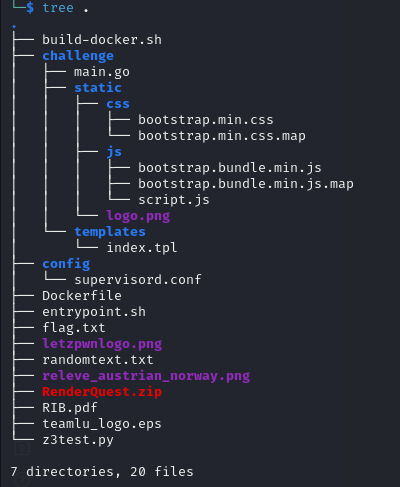 └─$ tree .
.
├── build-docker.sh
├── challenge
│   ├── main.go
│   ├── static
│   │   ├── css
│   │   │   ├── bootstrap.min.css
│   │   │   └── bootstrap.min.css.map
│   │   ├── js
│   │   │   ├── bootstrap.bundle.min.js
│   │   │   ├── bootstrap.bundle.min.js.map
│   │   │   └── script.js
│   │   └── logo.png
│   └── templates
│       └── index.tpl
├── config
│   └── supervisord.conf
├── Dockerfile
├── entrypoint.sh
├── flag.txt
├── letzpwnlogo.png
├── randomtext.txt
├── releve_austrian_norway.png
├── RenderQuest.zip
├── RIB.pdf
├── teamlu_logo.eps
└── z3test.py
7 directories, 20 files